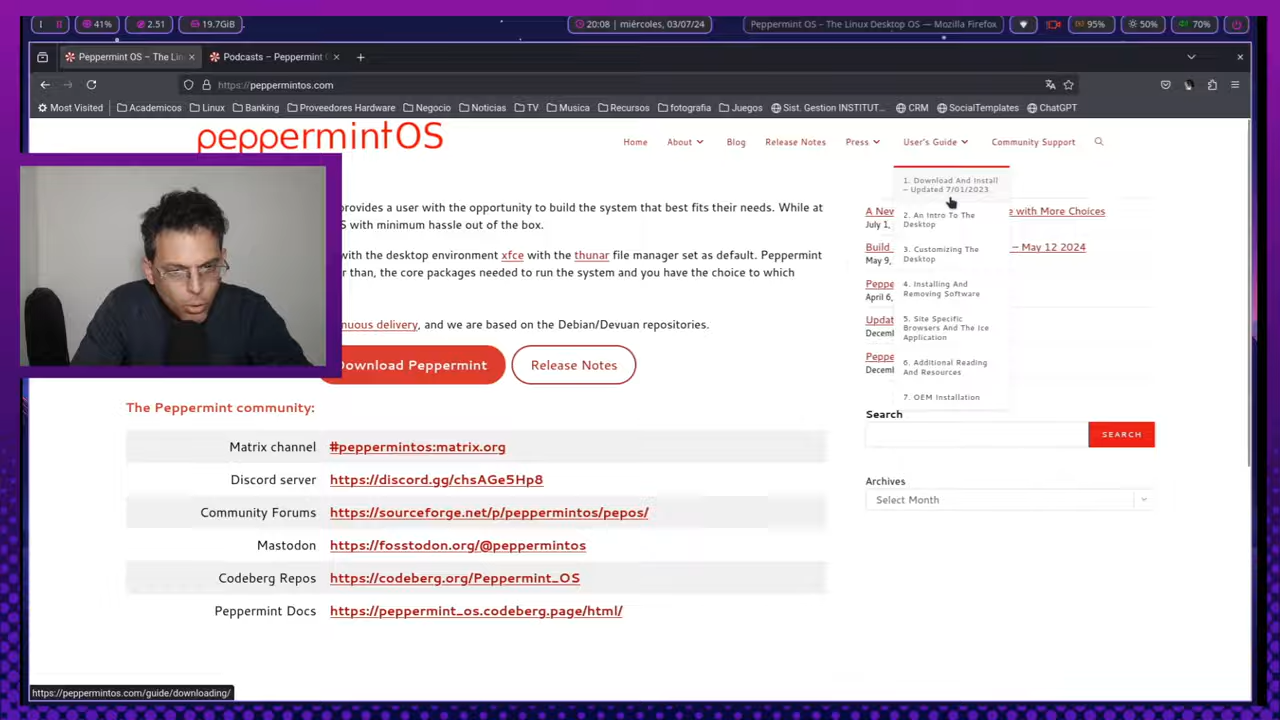 41%
2.51
19.7GiB
20:08 | miércoles, 03/07/24
Peppermint OS – The Linux Desktop OS — Mozilla Firefox
95%
50%
70%
Peppermint OS – The Lin
Podcasts – Peppermint
https://peppermintos.com
Most Visited
Academicos
Linux
Banking
Proveedores Hardware
Negocio
Noticias
TV
Musica
Recursos
fotografia
Juegos
Sist. Gestion INSTITUT...
CRM
SocialTemplates
ChatGPT
peppermintOS
Home
About
Blog
Release Notes
Press
User's Guide
Community Support
1. Download And Install
– Updated 7/01/2023
2. An Intro To The
Desktop
3. Customizing The
Desktop
4. Installing And
Removing Software
5. Site Specific
Browsers And The Ice
Application
6. Additional Reading
And Resources
7. OEM Installation
provides a user with the opportunity to build the system that best fits their needs. While at
S with minimum hassle out of the box.
with the desktop environment xfce with the thunar file manager set as default. Peppermint
r than, the core packages needed to run the system and you have the choice to which
nuous delivery, and we are based on the Debian/Devuan repositories.
Download Peppermint
Release Notes
A New
e with More Choices
July 1,
Build
– May 12 2024
May 9,
Peppe
April 6,
Updat
Decem
Peppe
Decem
Search
SEARCH
Archives
Select Month
The Peppermint community:
Matrix channel #peppermintos:matrix.org
Discord server https://discord.gg/chsAGe5Hp8
Community Forums https://sourceforge.net/p/peppermintos/pepos/
Mastodon https://fosstodon.org/@peppermintos
Codeberg Repos https://codeberg.org/Peppermint_OS
Peppermint Docs https://peppermint_os.codeberg.page/html/
https://peppermintos.com/guide/downloading/